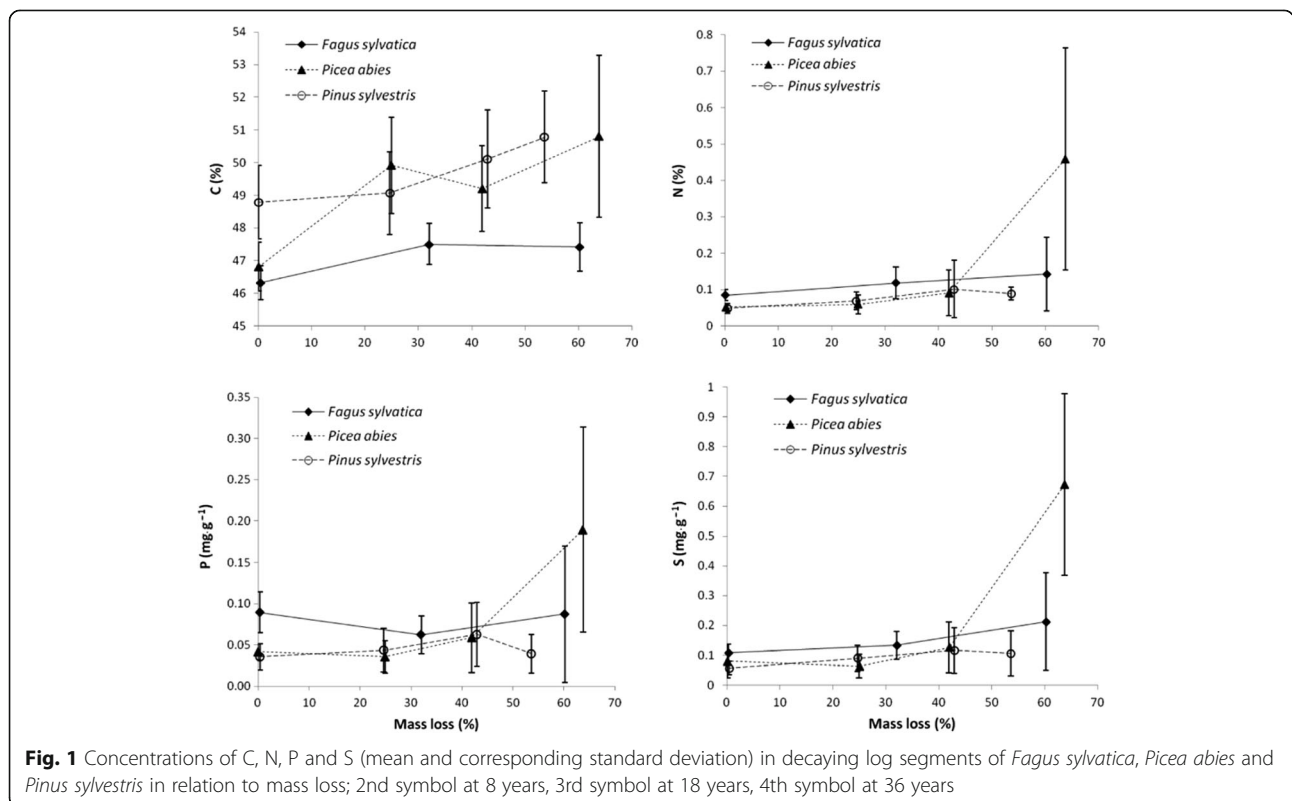 54
53
52
51
50
49
48
47
46
45
C (%)
0 10 20 30 40 50 60 70
Fagus sylvatica
Picea abies
Pinus sylvestris
0.8
0.7
0.6
0.5
0.4
0.3
0.2
0.1
0
N (%)
0 10 20 30 40 50 60 70
Fagus sylvatica
Picea abies
Pinus sylvestris
0.35
0.30
0.25
0.20
0.15
0.10
0.05
0.00
P (mg·g⁻¹)
0 10 20 30 40 50 60 70
Mass loss (%)
Fagus sylvatica
Picea abies
Pinus sylvestris
1
0.9
0.8
0.7
0.6
0.5
0.4
0.3
0.2
0.1
0
S (mg·g⁻¹)
0 10 20 30 40 50 60 70
Mass loss (%)
Fagus sylvatica
Picea abies
Pinus sylvestris
Fig. 1 Concentrations of C, N, P and S (mean and corresponding standard deviation) in decaying log segments of Fagus sylvatica, Picea abies and
Pinus sylvestris in relation to mass loss; 2nd symbol at 8 years, 3rd symbol at 18 years, 4th symbol at 36 years